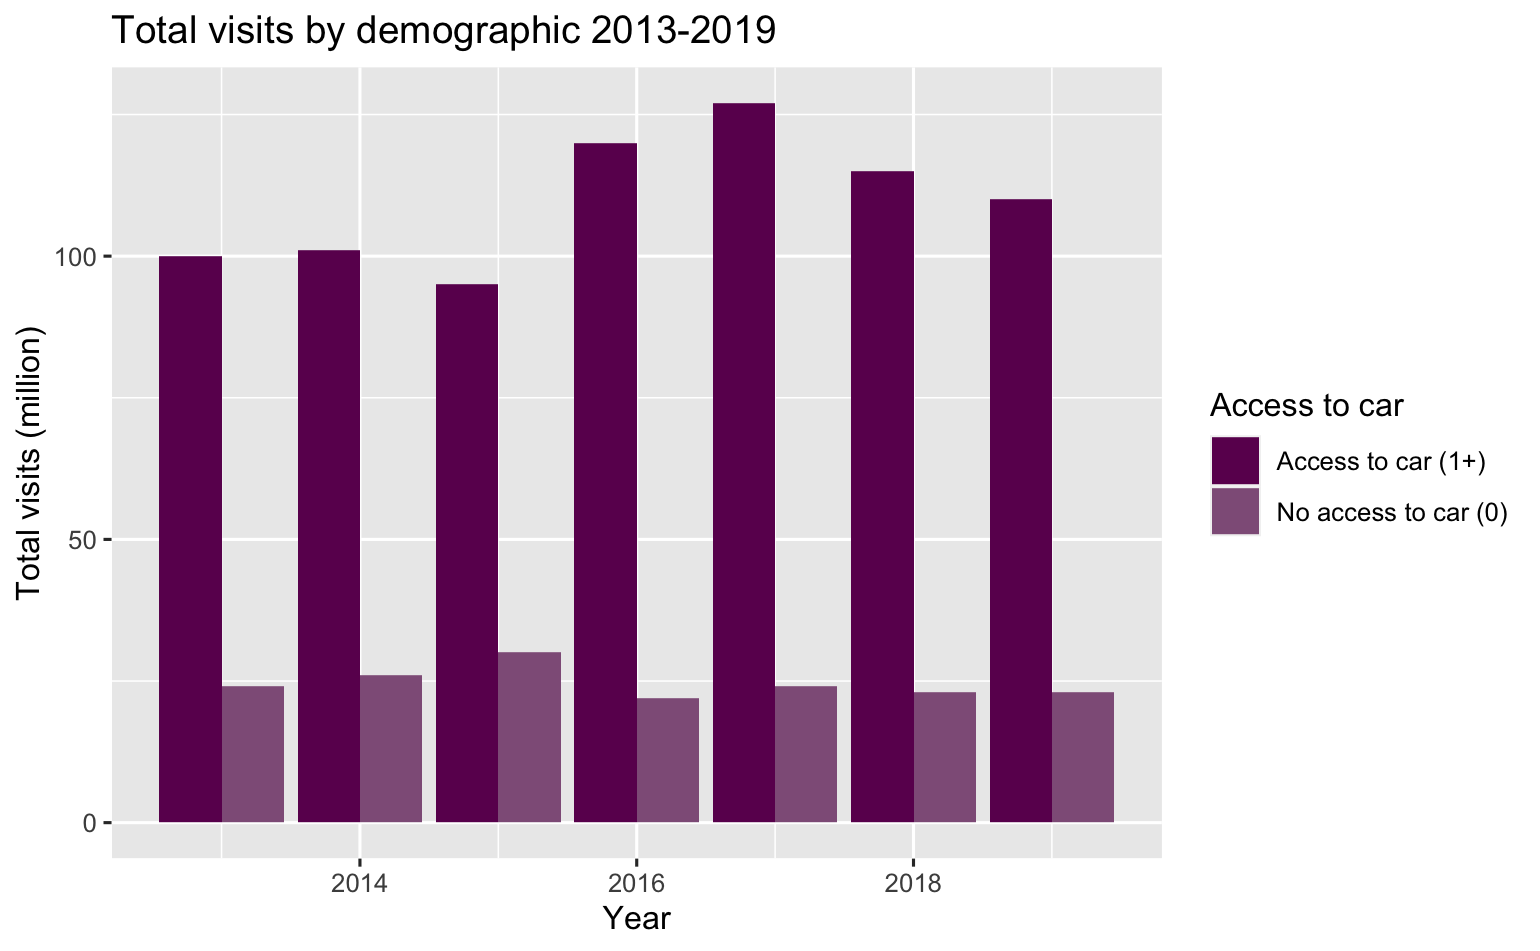 Total visits by demographic 2013-2019
Total visits (million)
100
50
0
2014
2016
2018
Year
Access to car
Access to car (1+)
No access to car (0)